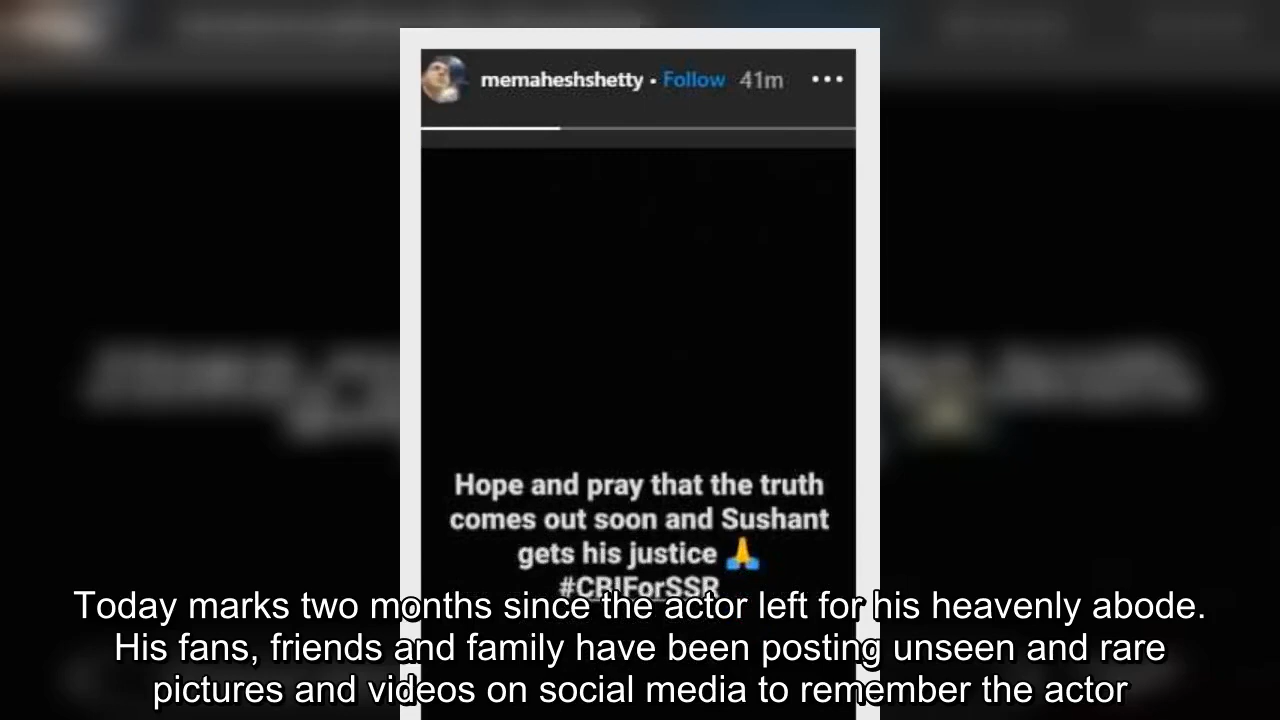 memaheshshetty • Follow 41m •••
Hope and pray that the truth
comes out soon and Sushant
gets his justice 🙏
#CBIForSSR
Today marks two months since the actor left for his heavenly abode.
His fans, friends and family have been posting unseen and rare
pictures and videos on social media to remember the actor